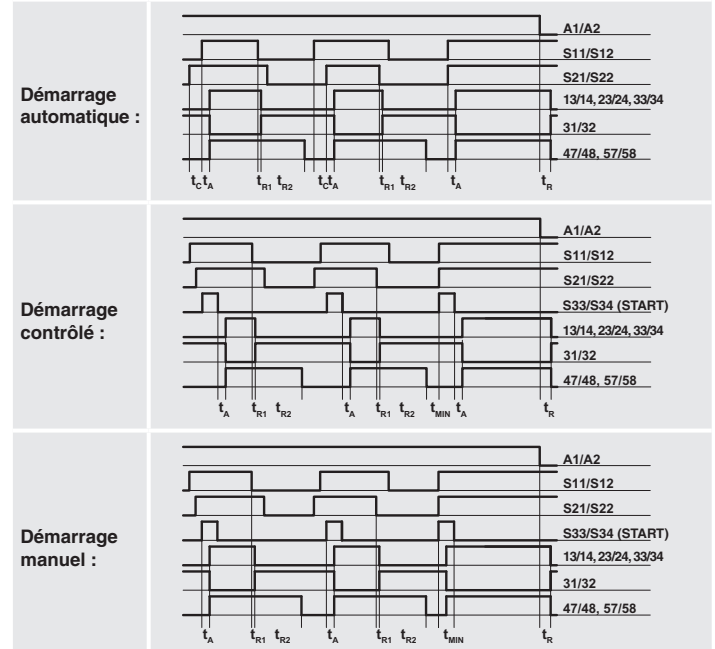 Démarrage
automatique :
A1/A2
S11/S12
S21/S22
13/14, 23/24, 33/34
31/32
47/48, 57/58
tC tA tR1 tR2 tC tA tR1 tR2 tA tR
Démarrage
contrôlé :
A1/A2
S11/S12
S21/S22
S33/S34 (START)
13/14, 23/24, 33/34
31/32
47/48, 57/58
tA tR1 tR2 tA tR1 tR2 tMIN tA tR
Démarrage
manuel :
A1/A2
S11/S12
S21/S22
S33/S34 (START)
13/14, 23/24, 33/34
31/32
47/48, 57/58
tA tR1 tR2 tA tR1 tR2 tMIN tR